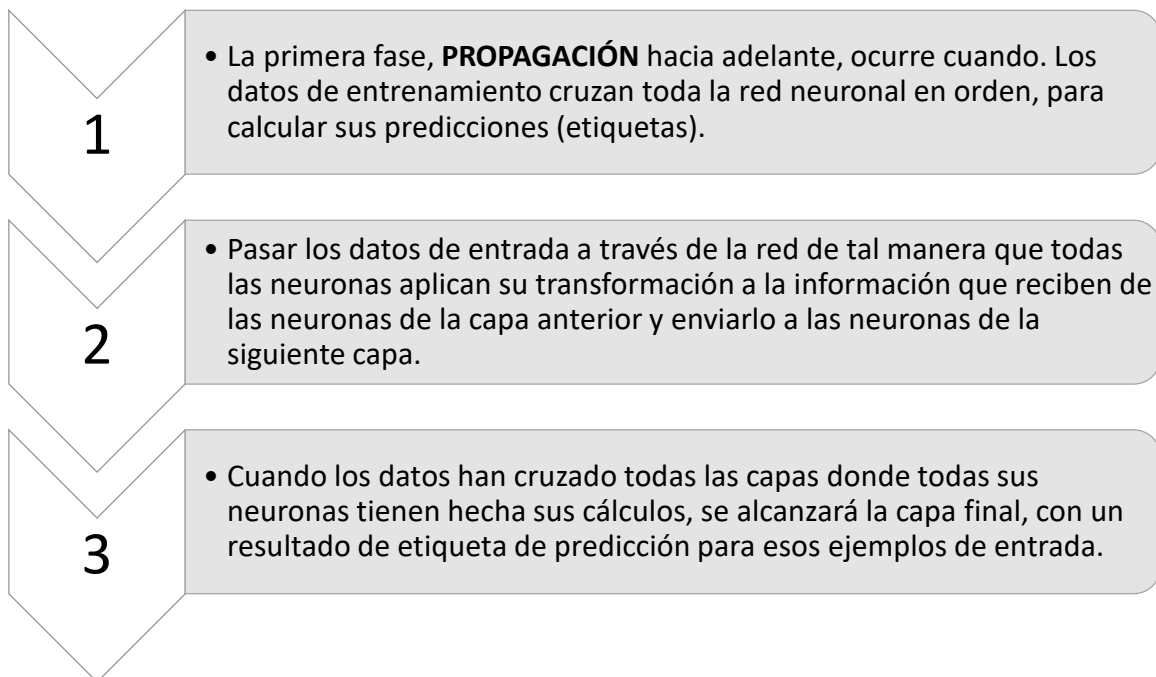 1
• La primera fase, PROPAGACIÓN hacia adelante, ocurre cuando. Los
datos de entrenamiento cruzan toda la red neuronal en orden, para
calcular sus predicciones (etiquetas).
2
• Pasar los datos de entrada a través de la red de tal manera que todas
las neuronas aplican su transformación a la información que reciben de
las neuronas de la capa anterior y enviarlo a las neuronas de la
siguiente capa.
3
• Cuando los datos han cruzado todas las capas donde todas sus
neuronas tienen hecha sus cálculos, se alcanzará la capa final, con un
resultado de etiqueta de predicción para esos ejemplos de entrada.